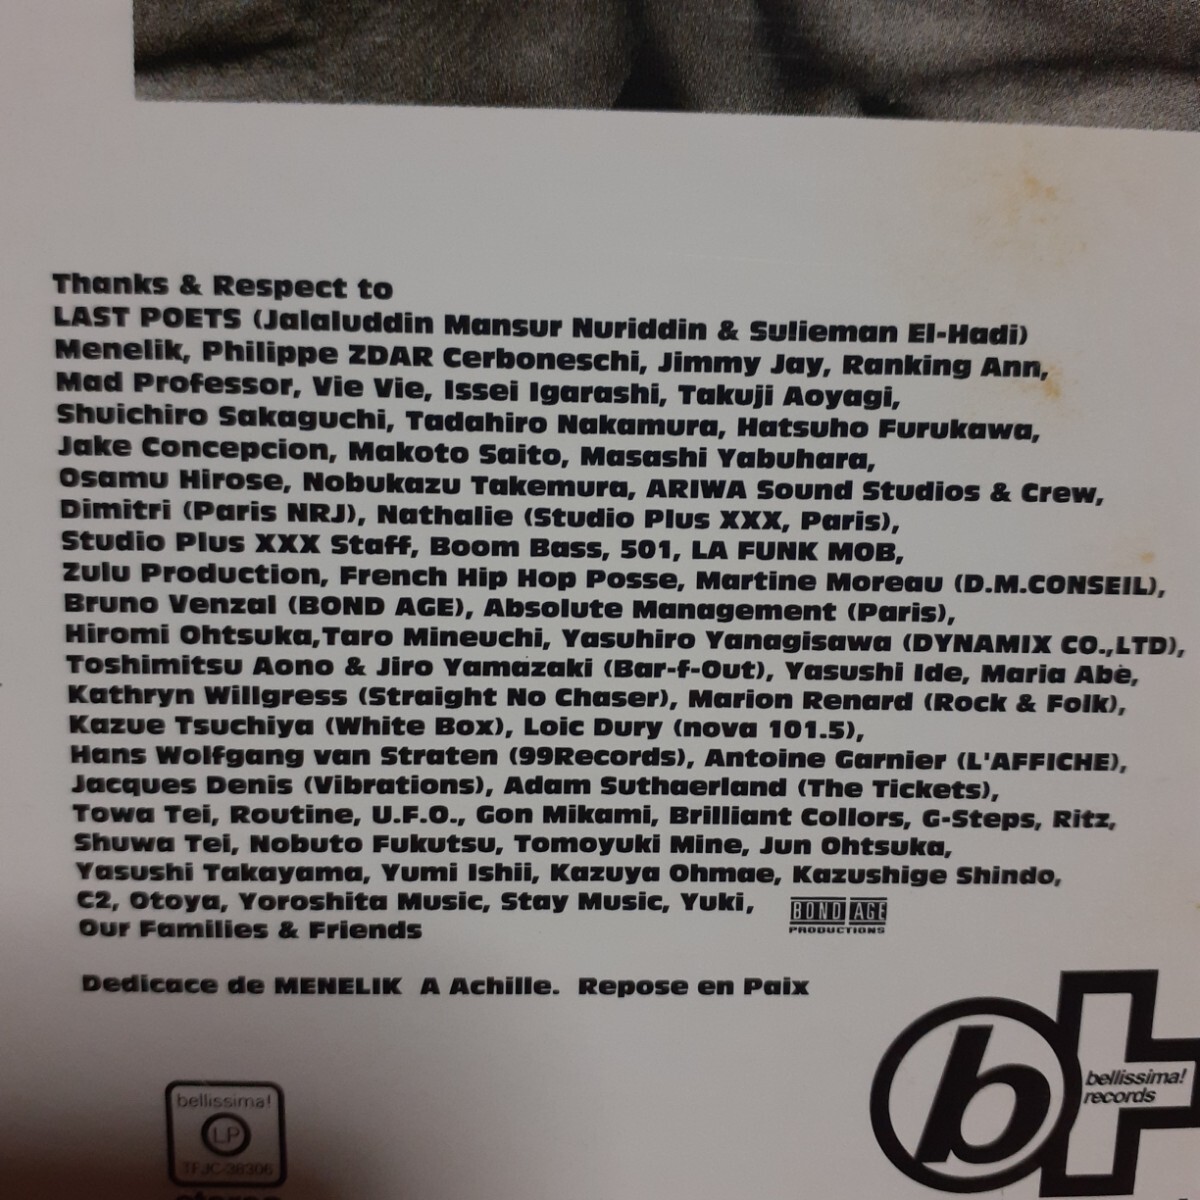 Thanks & Respect to
LAST POETS (Jalaluddin Mansur Nuriddin & Sulieman El-Hadi)
Menelik, Philippe ZDAR Cerboneschi, Jimmy Jay, Ranking Ann,
Mad Professor, Vie Vie, Issei Igarashi, Takuji Aoyagi,
Shuichiro Sakaguchi, Tadahiro Nakamura, Hatsuho Furukawa,
Jake Concepcion, Makoto Saito, Masashi Yabuhara,
Osamu Hirose, Nobukazu Takemura, ARIWA Sound Studios & Crew,
Dimitri (Paris NRJ), Nathalie (Studio Plus XXX, Paris),
Studio Plus XXX Staff, Boom Bass, 501, LA FUNK MOB,
Zulu Production, French Hip Hop Posse, Martine Moreau (D.M.CONSEIL),
Bruno Venzal (BOND AGE), Absolute Management (Paris),
Hiromi Ohtsuka,Taro Mineuchi, Yasuhiro Yanagisawa (DYNAMIX CO.,LTD),
Toshimitsu Aono & Jiro Yamazaki (Bar-f-Out), Yasushi Ide, Maria Abè,
Kathryn Willgress (Straight No Chaser), Marion Renard (Rock & Folk),
Kazue Tsuchiya (White Box), Loic Dury (nova 101.5),
Hans Wolfgang van Straten (99Records), Antoine Garnier (L'AFFICHE),
Jacques Denis (Vibrations), Adam Suthaerland (The Tickets),
Towa Tei, Routine, U.F.O., Gon Mikami, Brilliant Collors, G-Steps, Ritz,
Shuwa Tei, Nobuto Fukutsu, Tomoyuki Mine, Jun Ohtsuka,
Yasushi Takayama, Yumi Ishii, Kazuya Ohmae, Kazushige Shindo,
C2, Otoya, Yoroshita Music, Stay Music, Yuki,
Our Families & Friends
BOND AGE
PRODUCTIONS
Dedicace de MENELIK A Achille. Repose en Paix
b
bellissima!
records
bellissima!
LP
TFJC-38306
stereo